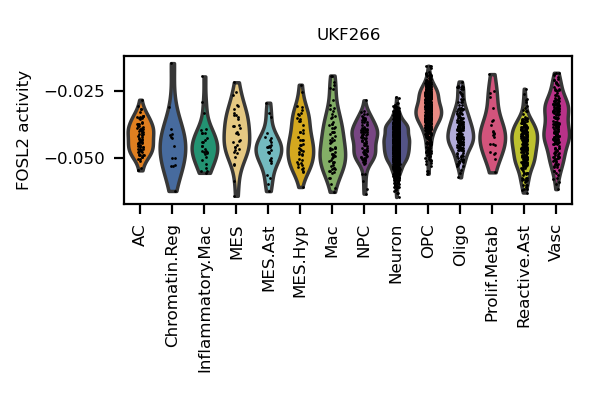 UKF266
FOSL2 activity
−0.025
−0.050
AC
Chromatin.Reg
Inflammatory.Mac
MES
MES.Ast
MES.Hyp
Mac
NPC
Neuron
OPC
Oligo
Prolif.Metab
Reactive.Ast
Vasc